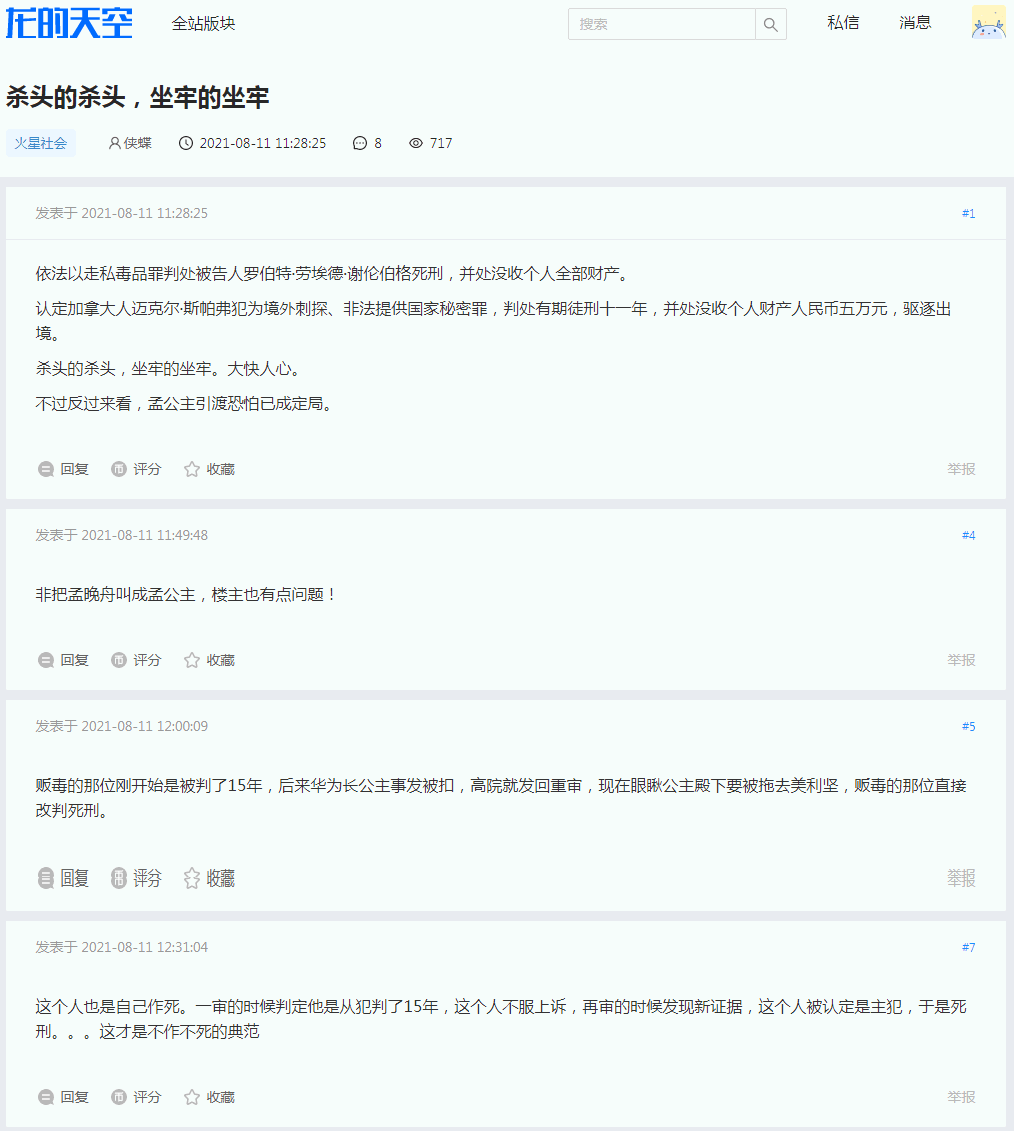 龙的天空 全站版块 搜索 私信 消息
杀头的杀头，坐牢的坐牢
火星社会 侠蝶 2021-08-11 11:28:25 8 717
发表于 2021-08-11 11:28:25 #1
依法以走私毒品罪判处被告人罗伯特·劳埃德·谢伦伯格死刑，并处没收个人全部财产。
认定加拿大人迈克尔·斯帕弗犯为境外刺探、非法提供国家秘密罪，判处有期徒刑十一年，并处没收个人财产人民币五万元，驱逐出
境。
杀头的杀头，坐牢的坐牢。大快人心。
不过反过来看，孟公主引渡恐怕已成定局。
回复 评分 收藏 举报
发表于 2021-08-11 11:49:48 #4
非把孟晚舟叫成孟公主，楼主也有点问题！
回复 评分 收藏 举报
发表于 2021-08-11 12:00:09 #5
贩毒的那位刚开始是被判了15年，后来华为长公主事发被扣，高院就发回重审，现在眼瞅公主殿下要被拖去美利坚，贩毒的那位直接
改判死刑。
回复 评分 收藏 举报
发表于 2021-08-11 12:31:04 #7
这个人也是自己作死。一审的时候判定他是从犯判了15年，这个人不服上诉，再审的时候发现新证据，这个人被认定是主犯，于是死
刑。。。这才是不作不死的典范
回复 评分 收藏 举报